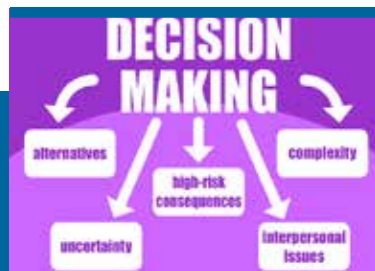 DECISION
MAKING
alternatives
complexity
high-risk
consequences
uncertainty
interpersonal
issues